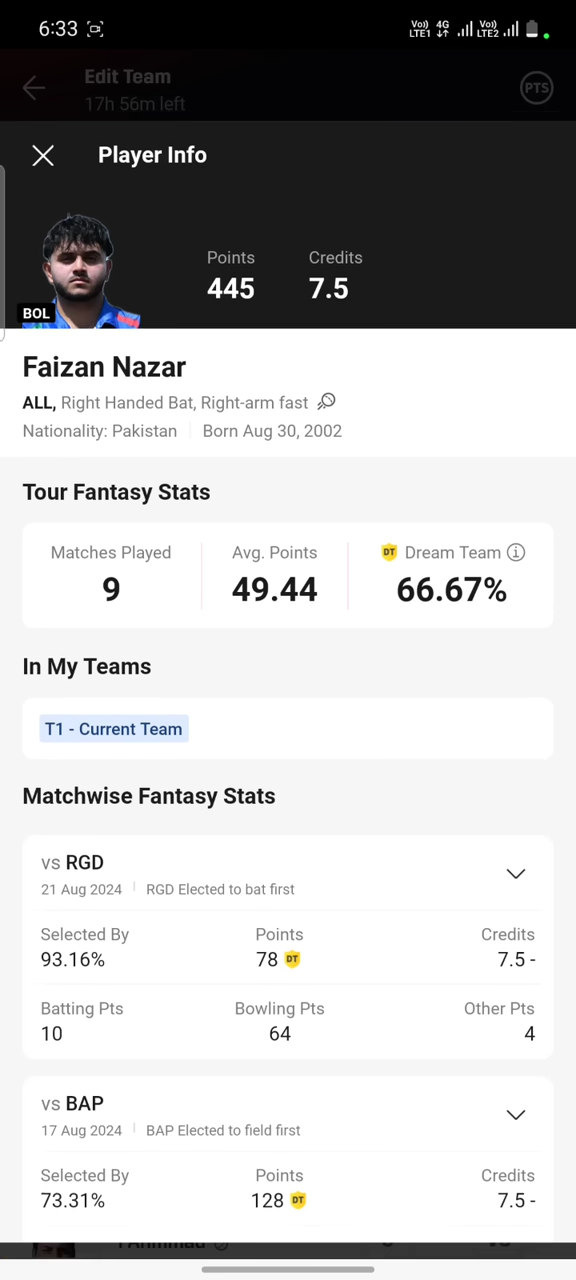 6:33
Vo) 4G Vo)
LTE1 LTE2
Edit Team
17h 56m left
PTS
Player Info
Points Credits
445 7.5
BOL
Faizan Nazar
ALL, Right Handed Bat, Right-arm fast
Nationality: Pakistan Born Aug 30, 2002
Tour Fantasy Stats
Matches Played Avg. Points DT Dream Team i
9 49.44 66.67%
In My Teams
T1 - Current Team
Matchwise Fantasy Stats
vs RGD
21 Aug 2024 RGD Elected to bat first
Selected By Points Credits
93.16% 78 DT 7.5 -
Batting Pts Bowling Pts Other Pts
10 64 4
vs BAP
17 Aug 2024 BAP Elected to field first
Selected By Points Credits
73.31% 128 DT 7.5 -